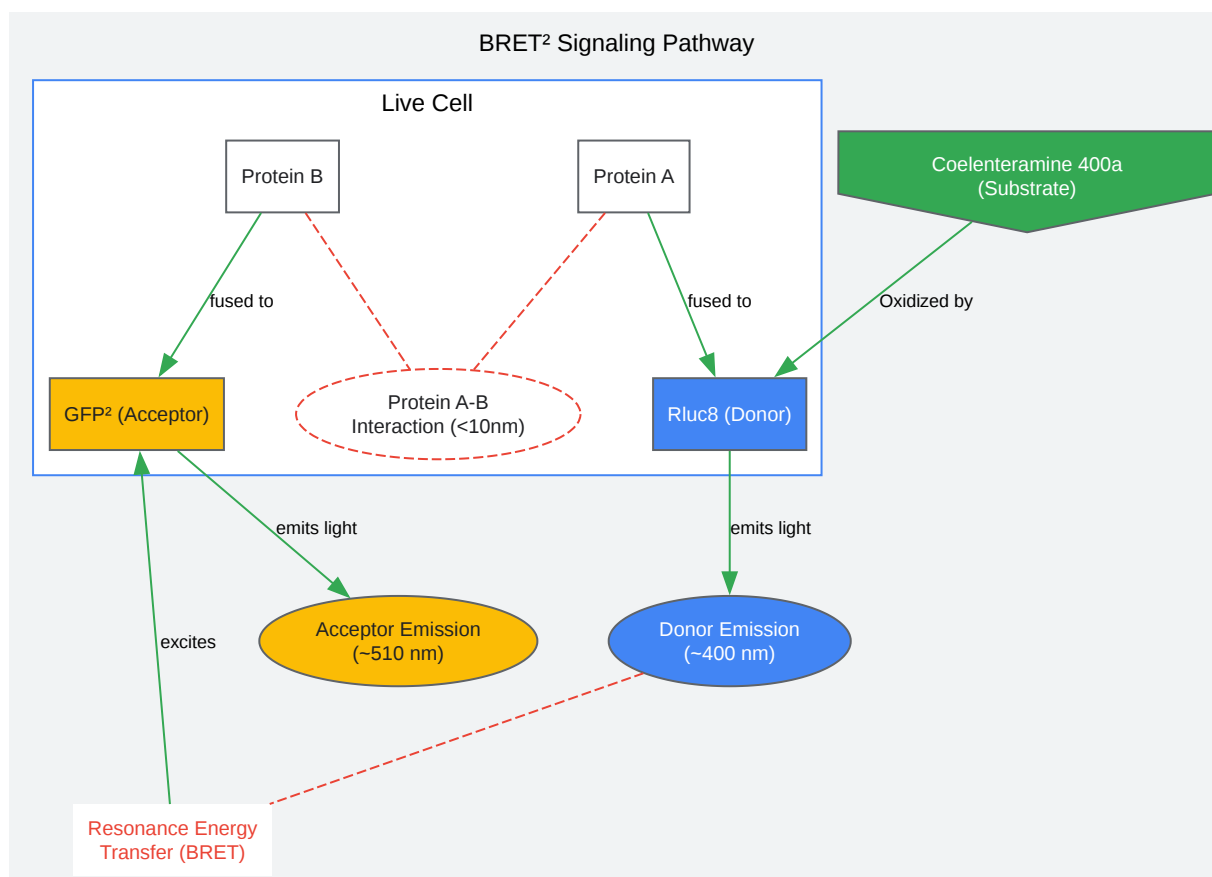 BRET² Signaling Pathway
Live Cell
Protein B
Protein A
Coelenteramine 400a
(Substrate)
fused to
fused to
Oxidized by
GFP² (Acceptor)
Protein A-B
Interaction (<10nm)
Rluc8 (Donor)
emits light
emits light
excites
Acceptor Emission
(~510 nm)
Donor Emission
(~400 nm)
Resonance Energy
Transfer (BRET)